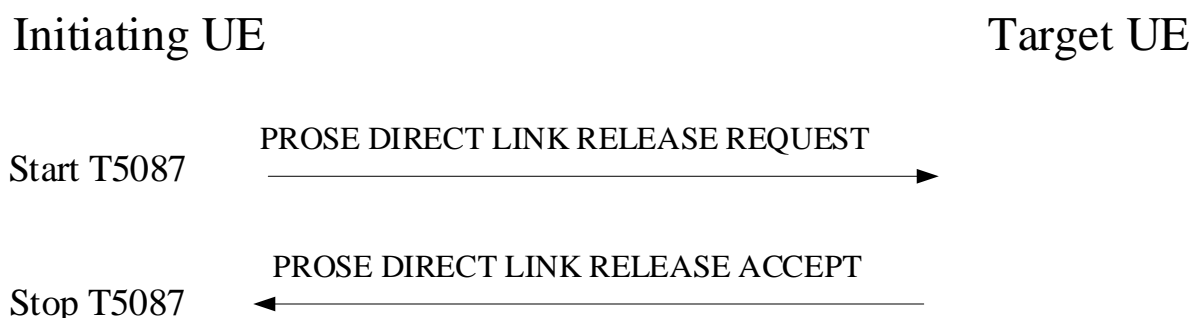 Initiating UE
Target UE
PROSE DIRECT LINK RELEASE REQUEST
Start T5087
PROSE DIRECT LINK RELEASE ACCEPT
Stop T5087